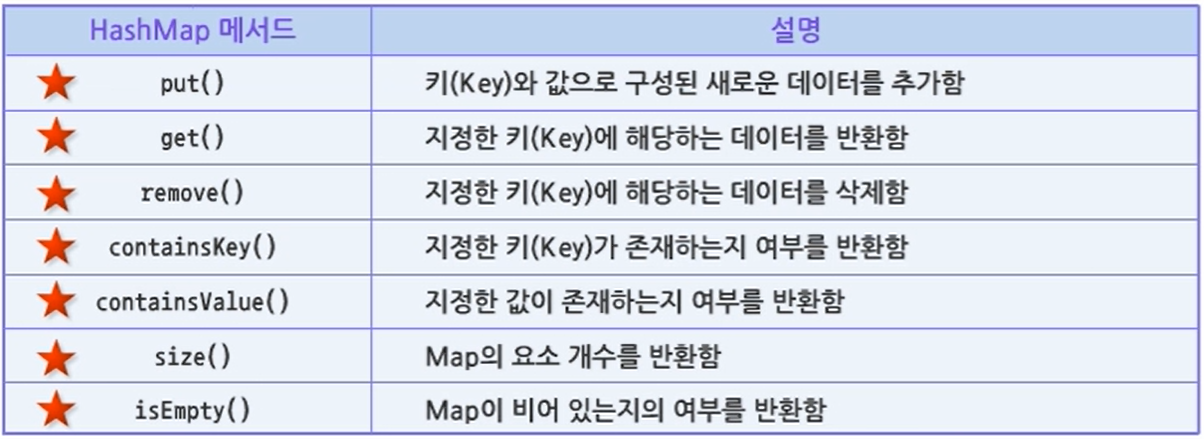 HashMap 메서드 설명
put() 키(Key)와 값으로 구성된 새로운 데이터를 추가함
get() 지정한 키(Key)에 해당하는 데이터를 반환함
remove() 지정한 키(Key)에 해당하는 데이터를 삭제함
containsKey() 지정한 키(Key)가 존재하는지 여부를 반환함
containsValue() 지정한 값이 존재하는지 여부를 반환함
size() Map의 요소 개수를 반환함
isEmpty() Map이 비어 있는지의 여부를 반환함